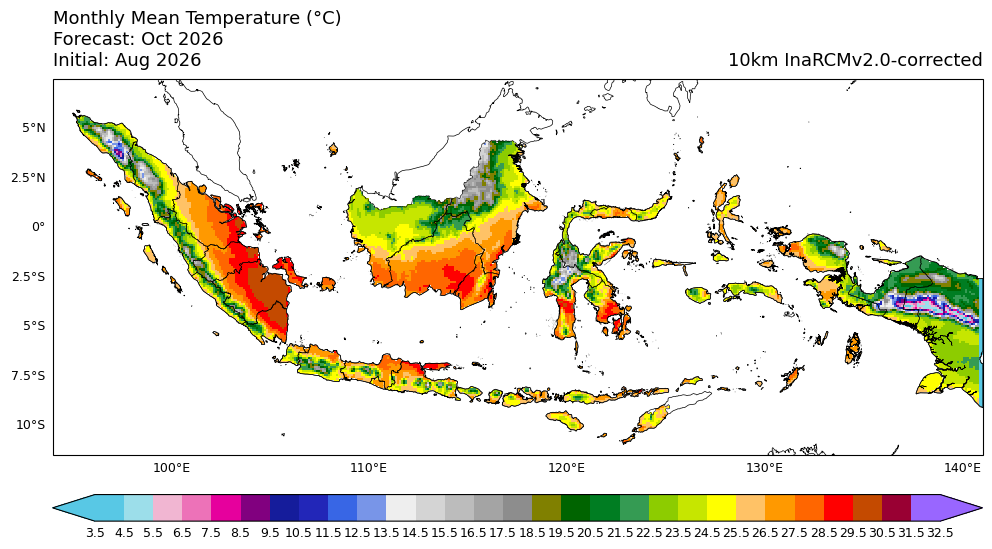 Monthly Mean Temperature (°C)
Forecast: Oct 2026
Initial: Aug 2026
10km InaRCMv2.0-corrected
5°N
2.5°N
0°
2.5°S
5°S
7.5°S
10°S
100°E 110°E 120°E 130°E 140°E
3.5 4.5 5.5 6.5 7.5 8.5 9.5 10.5 11.5 12.5 13.5 14.5 15.5 16.5 17.5 18.5 19.5 20.5 21.5 22.5 23.5 24.5 25.5 26.5 27.5 28.5 29.5 30.5 31.5 32.5